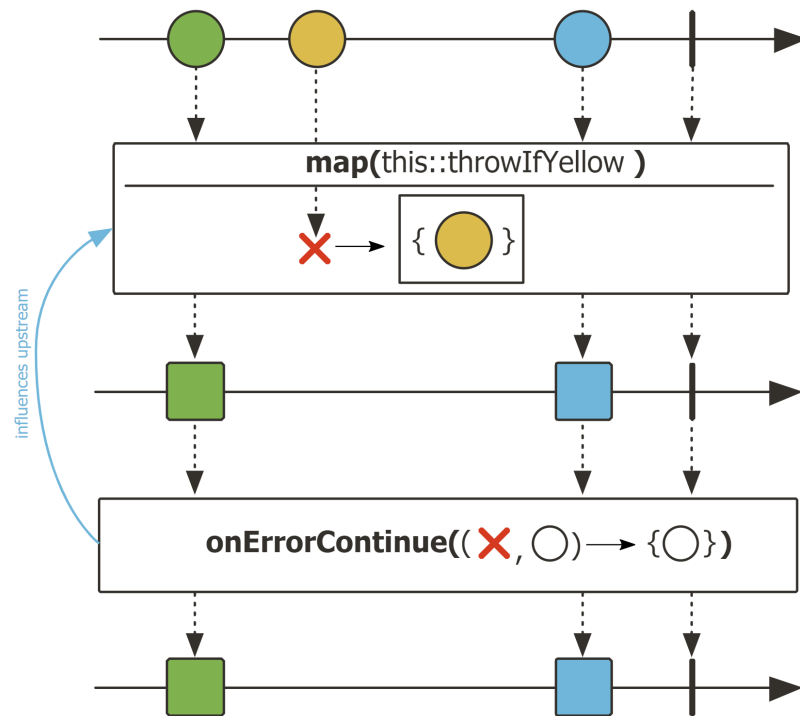 map(this::throwIfYellow )
{ }
influences upstream
onErrorContinue(( , ) { })